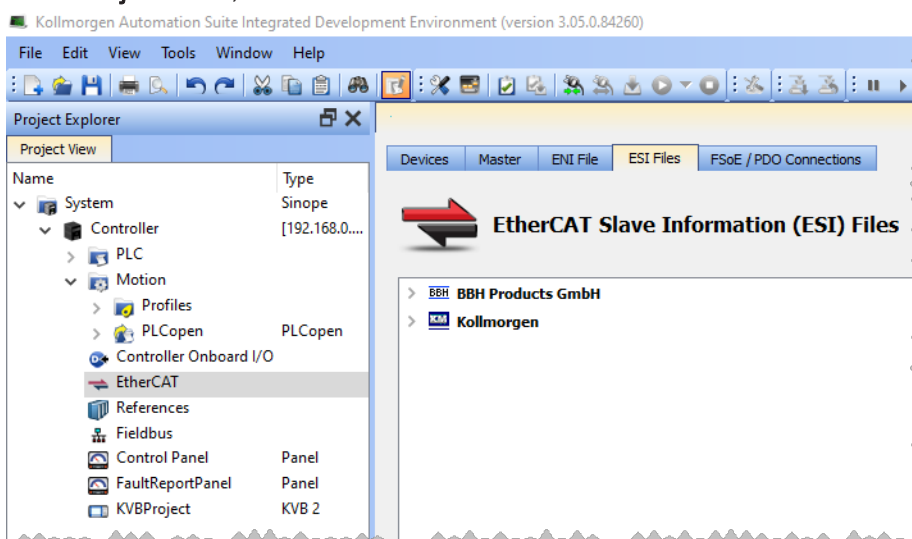 Kollmorgen Automation Suite Integrated Development Environment (version 3.05.0.84260)
File Edit View Tools Window Help
Project Explorer
Project View
Name Type
System Sinope
Controller [192.168.0....
PLC
Motion
Profiles
PLCopen PLCopen
Controller Onboard I/O
EtherCAT
References
Fieldbus
Control Panel Panel
FaultReportPanel Panel
KVBProject KVB 2
Devices Master ENI File ESI Files FSoE / PDO Connections
EtherCAT Slave Information (ESI) Files
BBH BBH Products GmbH
KM Kollmorgen